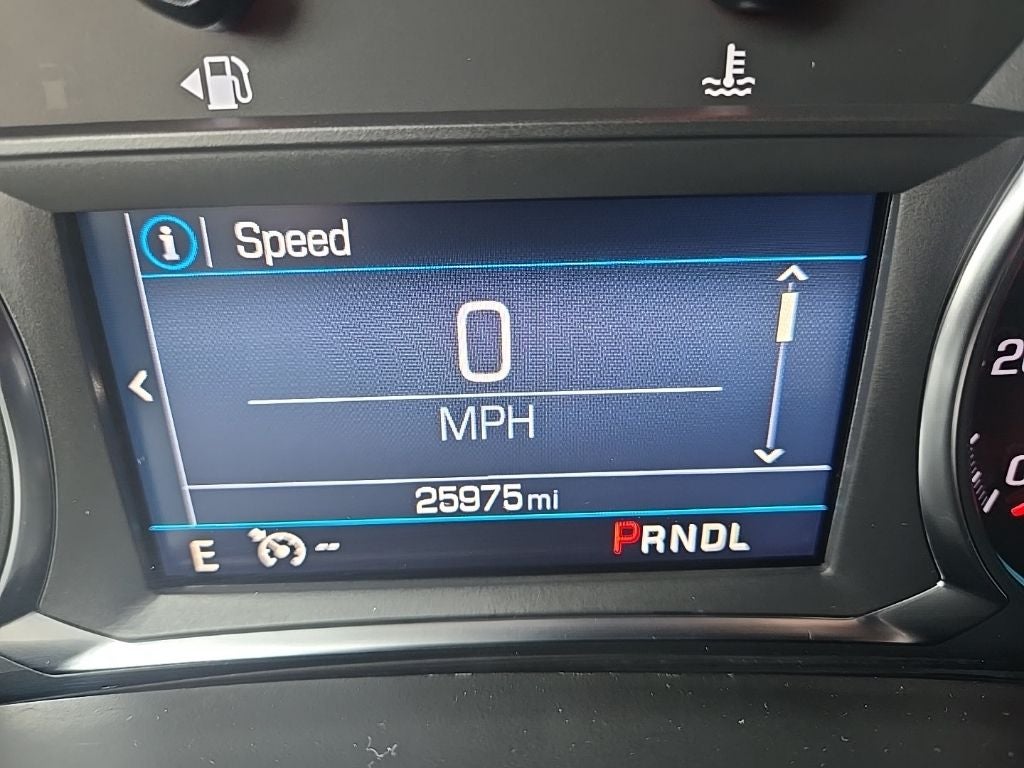 i Speed
0
MPH
25975 mi
E -- PRNDL